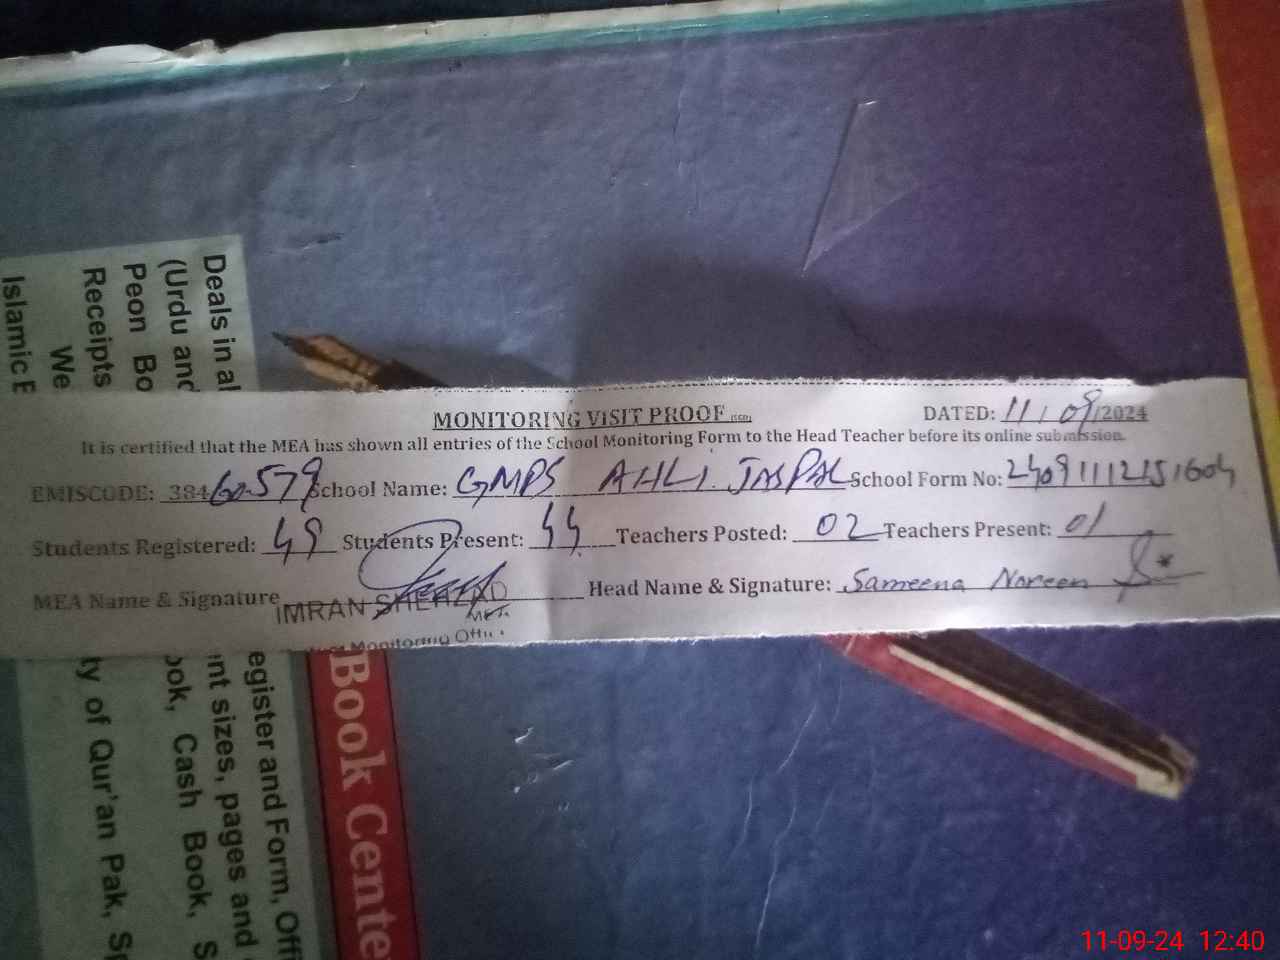 Deals in al
(Urdu and
Peon Bo
Receipts
We
Islamic E
MONITORING VISIT PROOF
DATED: 11/09/2024
It is certified that the MEA has shown all entries of the School Monitoring Form to the Head Teacher before its online submission.
EMISCODE: 38460579 School Name: GMPS AHLI JASPAL School Form No:
Students Registered: 49 Students Present: 44 Teachers Posted: 02 Teachers Present: 01
MEA Name & Signature IMRAN SHEHZAD Head Name & Signature: Sameena Noreen
Monitoring Offi
egister and Form, Offi
nt sizes, pages and
ook, Cash Book, S
ty of Qur'an Pak, Sp
Book Cente
11-09-24 12:40